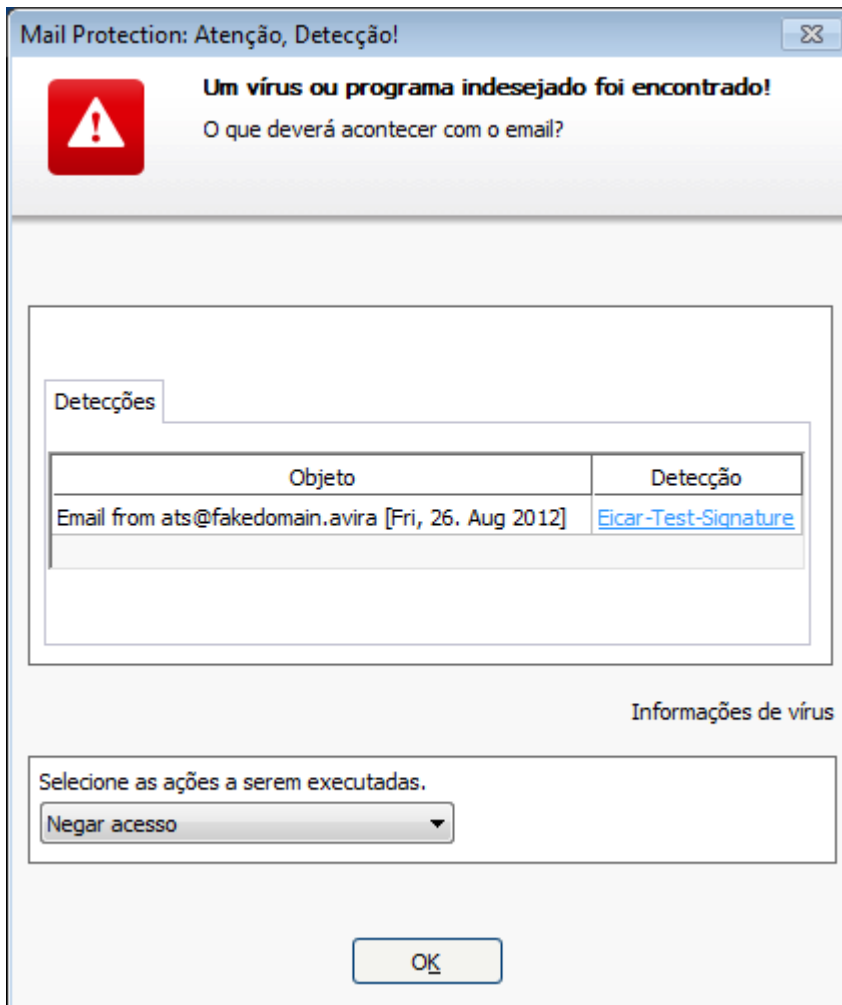 Mail Protection: Atenção, Detecção!
Um vírus ou programa indesejado foi encontrado!
O que deverá acontecer com o email?
Detecções
Objeto Detecção
Email from ats@fakedomain.avira [Fri, 26. Aug 2012] Eicar-Test-Signature
Informações de vírus
Selecione as ações a serem executadas.
Negar acesso
OK